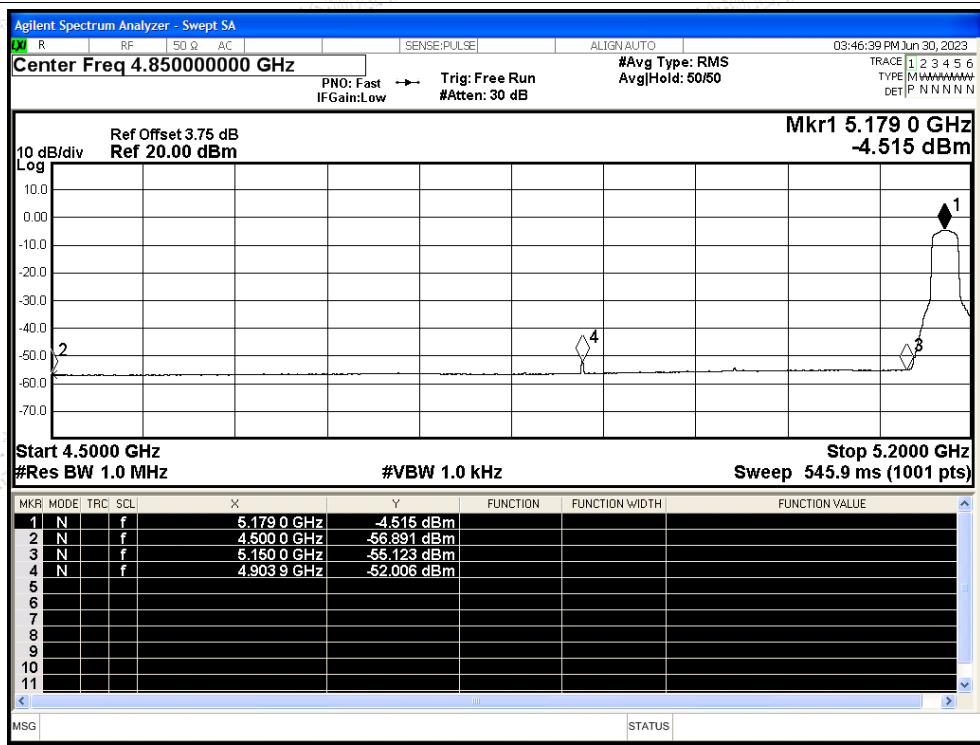 Agilent Spectrum Analyzer - Swept SA
LXI R RF 50 Ω AC SENSE:PULSE ALIGN AUTO 03:46:39 PM Jun 30, 2023
Center Freq 4.850000000 GHz
PNO: Fast
IFGain:Low
Trig: Free Run
#Atten: 30 dB
#Avg Type: RMS
Avg|Hold: 50/50
TRACE 1 2 3 4 5 6
TYPE M WWWWW
DET P N N N N N
Mkr1 5.179 0 GHz
-4.515 dBm
Ref Offset 3.75 dB
10 dB/div Ref 20.00 dBm
Log
10.0
0.00
-10.0
-20.0
-30.0
-40.0
-50.0
-60.0
-70.0
1
2
4
3
Start 4.5000 GHz Stop 5.2000 GHz
#Res BW 1.0 MHz #VBW 1.0 kHz Sweep 545.9 ms (1001 pts)
MKR MODE TRC SCL X Y FUNCTION FUNCTION WIDTH FUNCTION VALUE
1 N f 5.179 0 GHz -4.515 dBm
2 N f 4.500 0 GHz -56.891 dBm
3 N f 5.150 0 GHz -55.123 dBm
4 N f 4.903 9 GHz -52.006 dBm
5
6
7
8
9
10
11
MSG STATUS